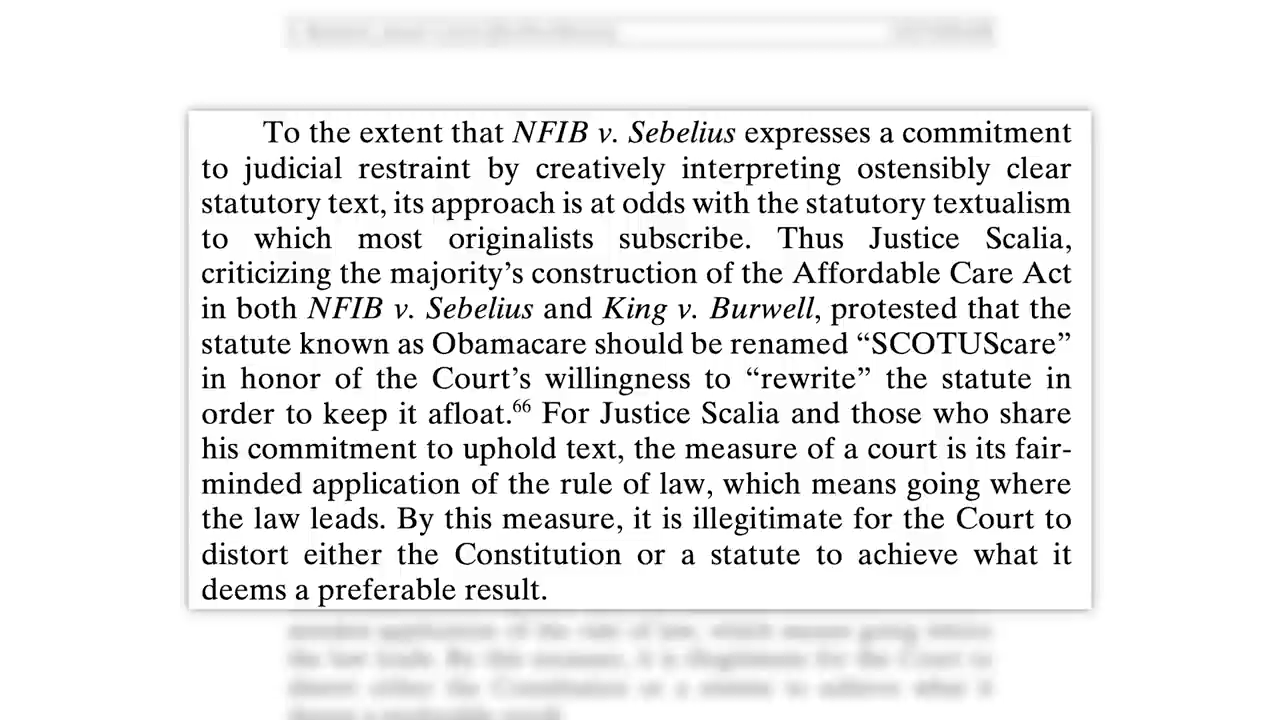 To the extent that NFIB v. Sebelius expresses a commitment
to judicial restraint by creatively interpreting ostensibly clear
statutory text, its approach is at odds with the statutory textualism
to which most originalists subscribe. Thus Justice Scalia,
criticizing the majority’s construction of the Affordable Care Act
in both NFIB v. Sebelius and King v. Burwell, protested that the
statute known as Obamacare should be renamed “SCOTUScare”
in honor of the Court’s willingness to “rewrite” the statute in
order to keep it afloat.⁶⁶ For Justice Scalia and those who share
his commitment to uphold text, the measure of a court is its fair-
minded application of the rule of law, which means going where
the law leads. By this measure, it is illegitimate for the Court to
distort either the Constitution or a statute to achieve what it
deems a preferable result.